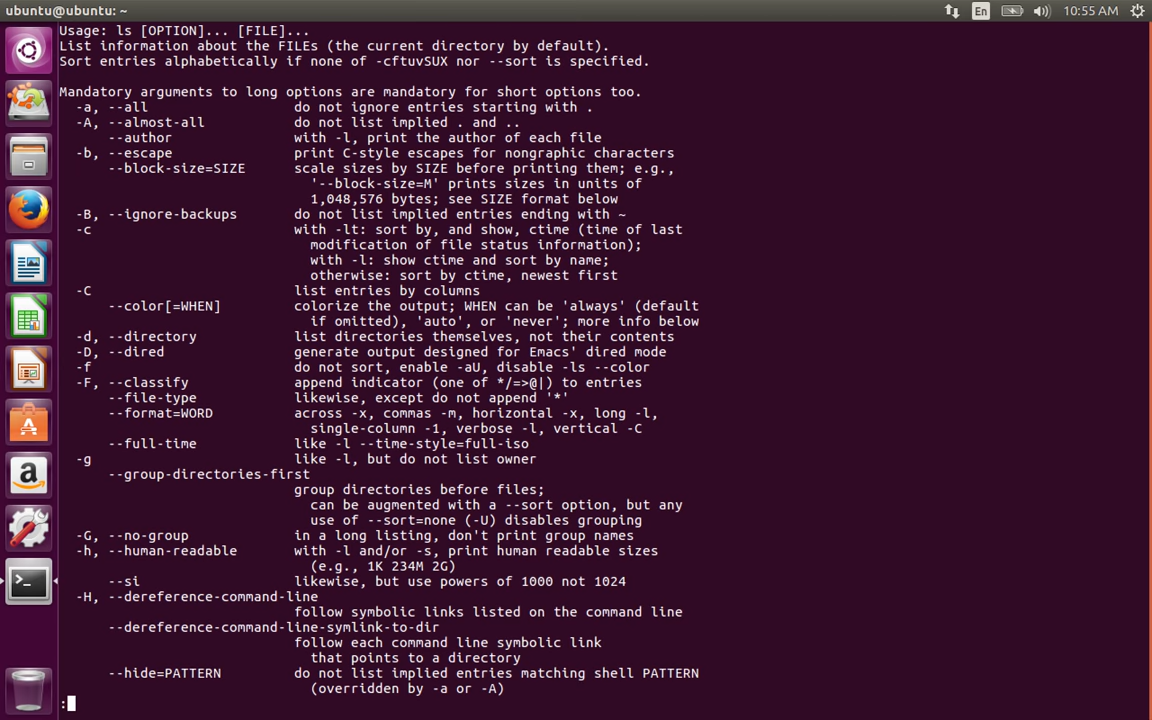 ubuntu@ubuntu: ~
En
10:55 AM
Usage: ls [OPTION]... [FILE]...
List information about the FILEs (the current directory by default).
Sort entries alphabetically if none of -cftuvSUX nor --sort is specified.
Mandatory arguments to long options are mandatory for short options too.
  -a, --all                  do not ignore entries starting with .
  -A, --almost-all           do not list implied . and ..
      --author               with -l, print the author of each file
  -b, --escape               print C-style escapes for nongraphic characters
      --block-size=SIZE      scale sizes by SIZE before printing them; e.g.,
                               '--block-size=M' prints sizes in units of
                               1,048,576 bytes; see SIZE format below
  -B, --ignore-backups       do not list implied entries ending with ~
  -c                         with -lt: sort by, and show, ctime (time of last
                               modification of file status information);
                               with -l: show ctime and sort by name;
                               otherwise: sort by ctime, newest first
  -C                         list entries by columns
      --color[=WHEN]         colorize the output; WHEN can be 'always' (default
                               if omitted), 'auto', or 'never'; more info below
  -d, --directory            list directories themselves, not their contents
  -D, --dired                generate output designed for Emacs' dired mode
  -f                         do not sort, enable -aU, disable -ls --color
  -F, --classify             append indicator (one of */=>@|) to entries
      --file-type            likewise, except do not append '*'
      --format=WORD          across -x, commas -m, horizontal -x, long -l,
                               single-column -1, verbose -l, vertical -C
      --full-time            like -l --time-style=full-iso
  -g                         like -l, but do not list owner
      --group-directories-first
                             group directories before files;
                               can be augmented with a --sort option, but any
                               use of --sort=none (-U) disables grouping
  -G, --no-group             in a long listing, don't print group names
  -h, --human-readable       with -l and/or -s, print human readable sizes
                               (e.g., 1K 234M 2G)
      --si                   likewise, but use powers of 1000 not 1024
  -H, --dereference-command-line
                             follow symbolic links listed on the command line
      --dereference-command-line-symlink-to-dir
                             follow each command line symbolic link
                               that points to a directory
      --hide=PATTERN         do not list implied entries matching shell PATTERN
                               (overridden by -a or -A)
: